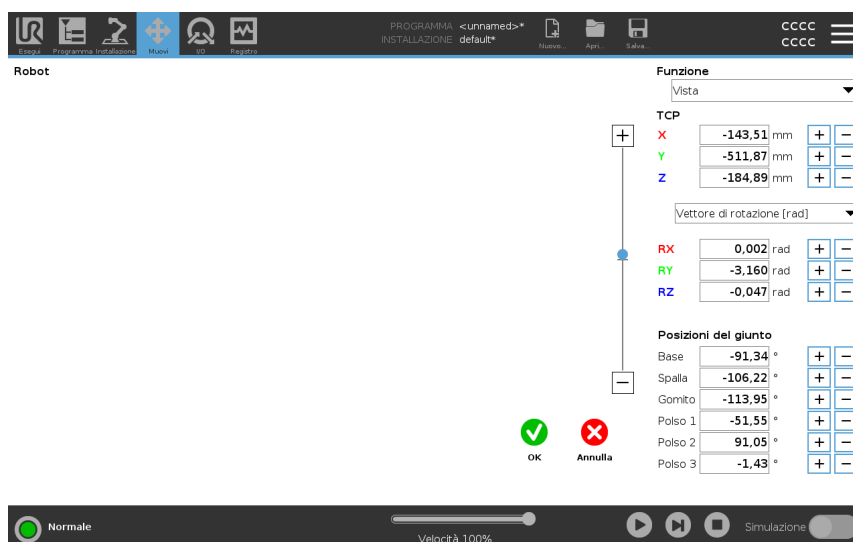 PROGRAMMA <unnamed>*
INSTALLAZIONE default*
UR
Esegui Programma Installazione Muovi I/O Registro
Nuovo... Apri... Salva...
cccc
cccc
Robot
Funzione
Vista
TCP
X -143,51 mm + −
Y -511,87 mm + −
Z -184,89 mm + −
Vettore di rotazione [rad]
RX 0,002 rad + −
RY -3,160 rad + −
RZ -0,047 rad + −
Posizioni del giunto
Base -91,34 ° + −
Spalla -106,22 ° + −
Gomito -113,95 ° + −
Polso 1 -51,55 ° + −
Polso 2 91,05 ° + −
Polso 3 -1,43 ° + −
+
−
OK Annulla
Normale
Velocità 100%
Simulazione